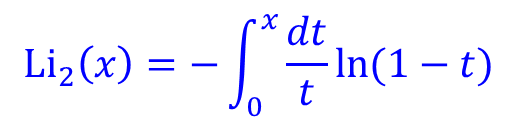 Li₂(x) = − ∫₀ˣ dt/t ln(1 − t)